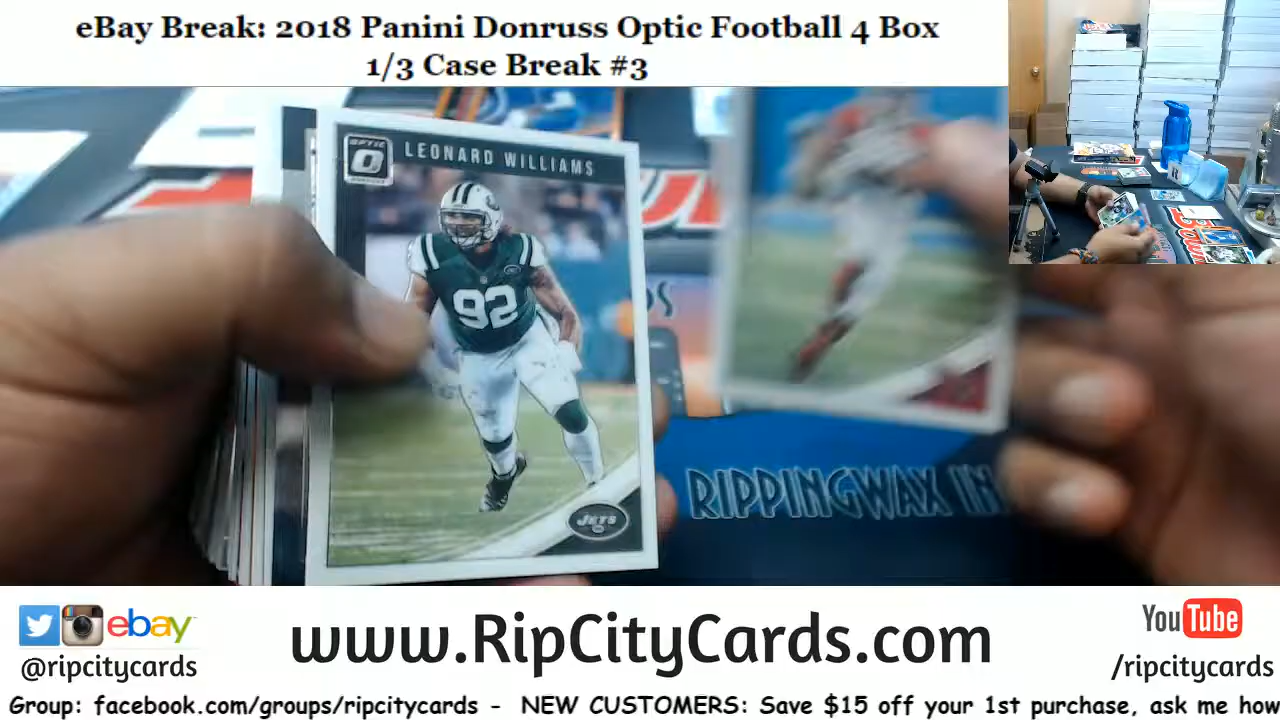 eBay Break: 2018 Panini Donruss Optic Football 4 Box
1/3 Case Break #3
OPTIC
LEONARD WILLIAMS
92
JETS
RIPPINGWAX IN
ebay
@ripcitycards
www.RipCityCards.com
YouTube
/ripcitycards
Group: facebook.com/groups/ripcitycards - NEW CUSTOMERS: Save $15 off your 1st purchase, ask me how